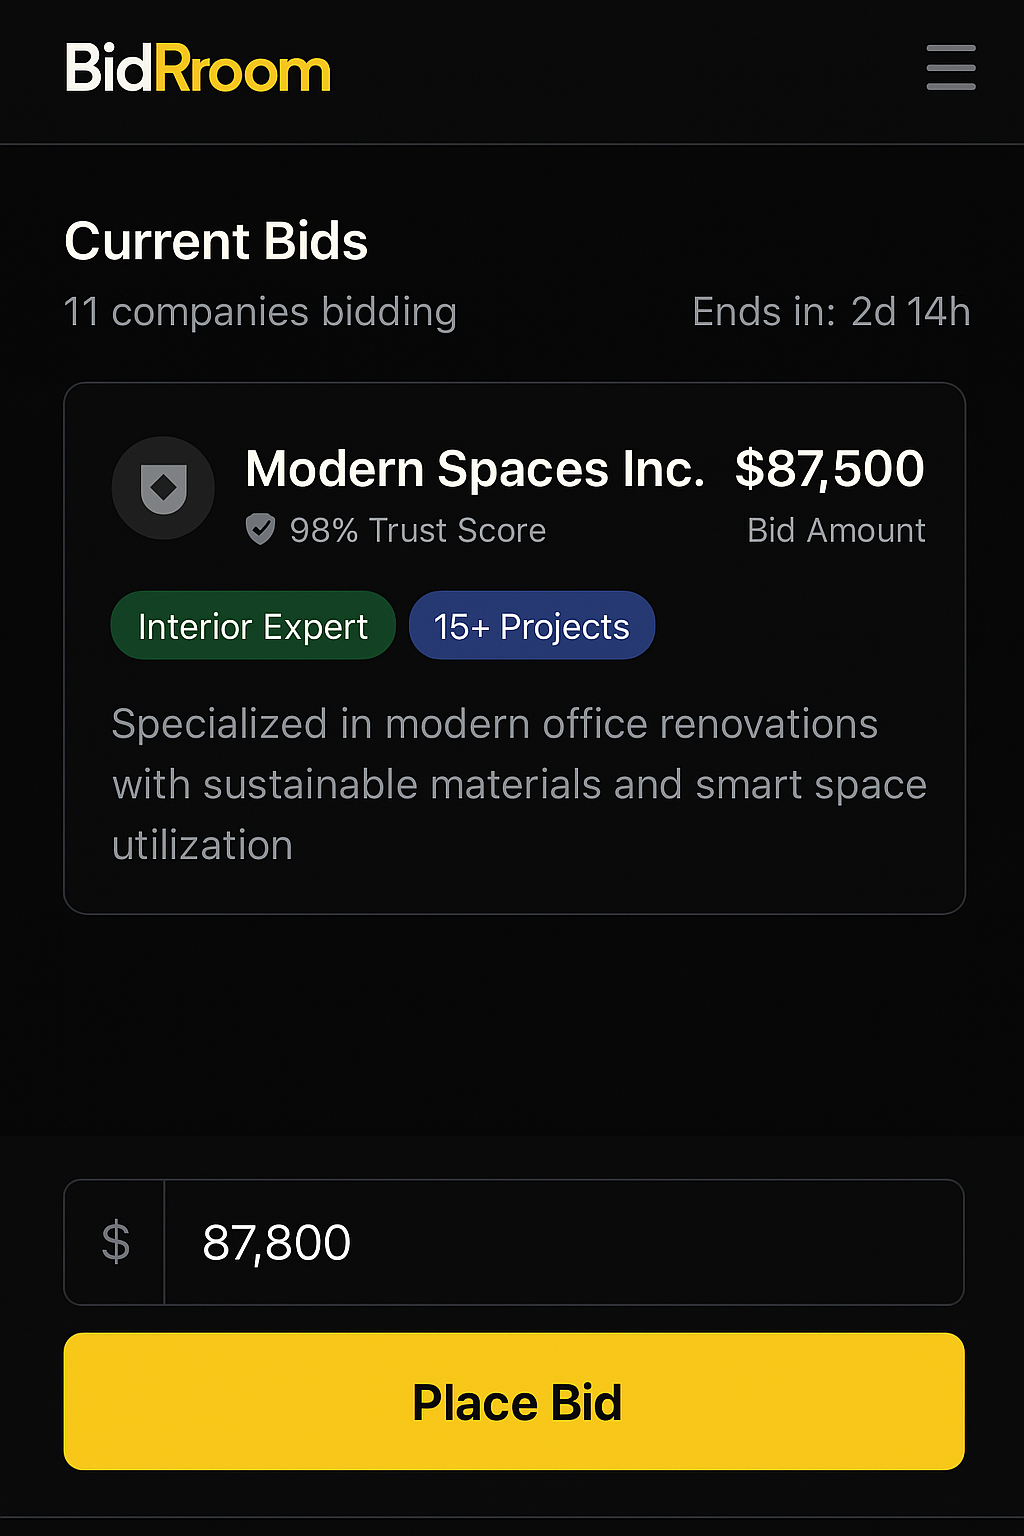 BidRroom
Current Bids
11 companies bidding
Ends in: 2d 14h
Modern Spaces Inc.
$87,500
98% Trust Score
Bid Amount
Interior Expert
15+ Projects
Specialized in modern office renovations
with sustainable materials and smart space
utilization
$
87,800
Place Bid